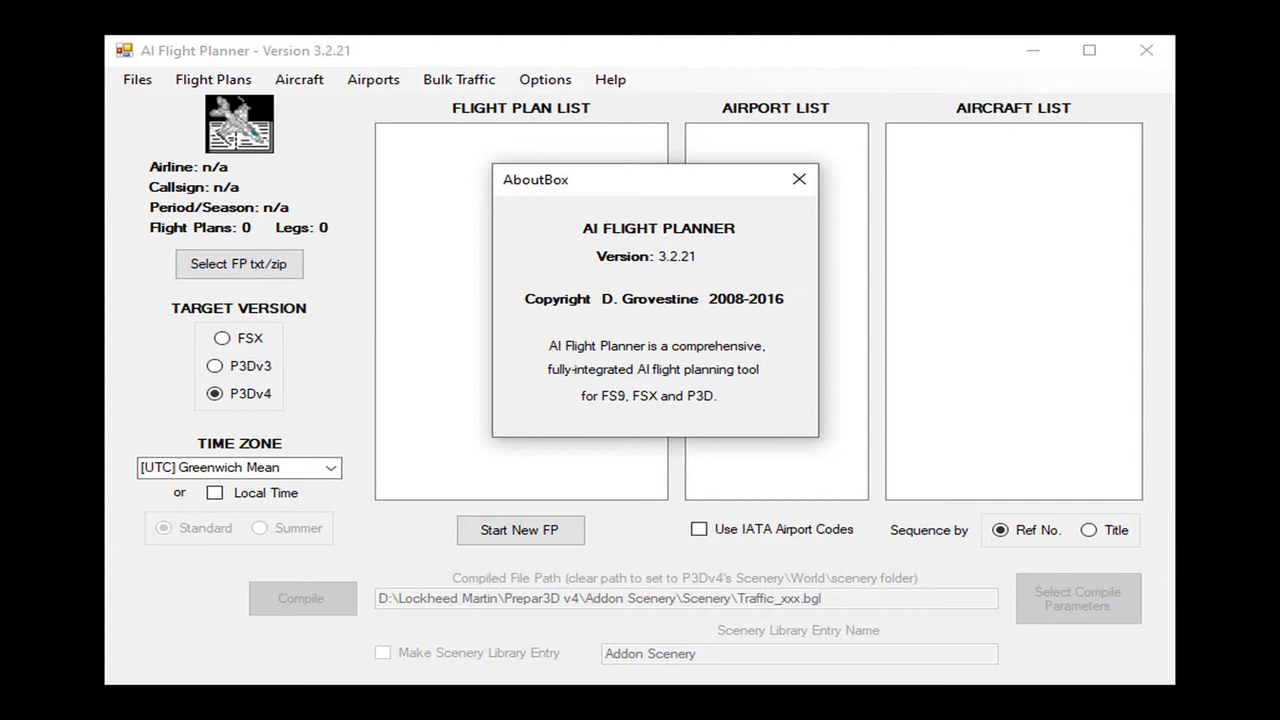 AI Flight Planner - Version 3.2.21
Files Flight Plans Aircraft Airports Bulk Traffic Options Help
FLIGHT PLAN LIST AIRPORT LIST AIRCRAFT LIST
Airline: n/a
Callsign: n/a
Period/Season: n/a
Flight Plans: 0 Legs: 0
Select FP txt/zip
TARGET VERSION
FSX
P3Dv3
P3Dv4
TIME ZONE
[UTC] Greenwich Mean
or Local Time
Standard Summer
AboutBox
AI FLIGHT PLANNER
Version: 3.2.21
Copyright D. Grovestine 2008-2016
AI Flight Planner is a comprehensive,
fully-integrated AI flight planning tool
for FS9, FSX and P3D.
Start New FP Use IATA Airport Codes Sequence by Ref No. Title
Compiled File Path (clear path to set to P3Dv4's Scenery\World\scenery folder)
Compile D:\Lockheed Martin\Prepar3D v4\Addon Scenery\Scenery\Traffic_xxx.bgl
Select Compile
Parameters
Scenery Library Entry Name
Make Scenery Library Entry Addon Scenery